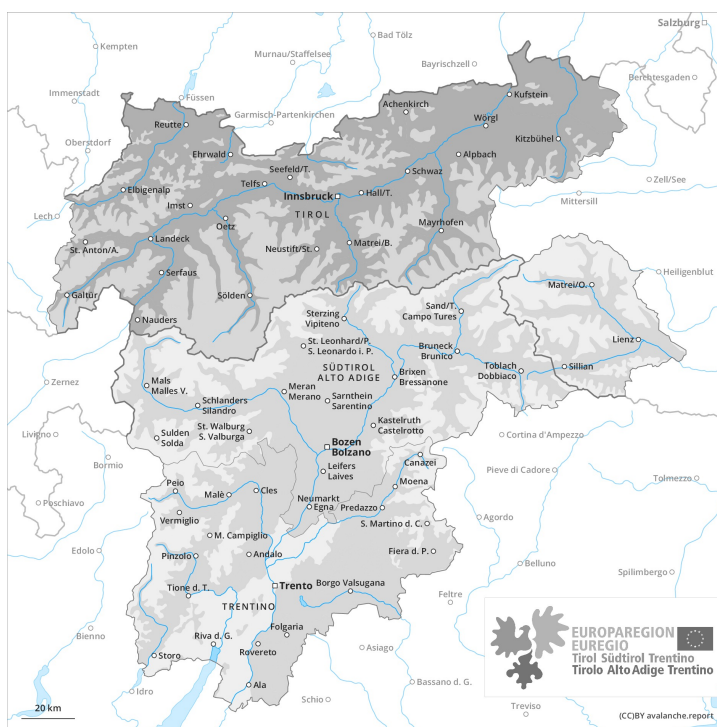 Salzburg
Kempten
Bad Tölz
Murnau/Staffelsee
Bayrischzell
Berchtesgaden
Immenstadt
Füssen
Achenkirch
Kufstein
Garmisch-Partenkirchen
Wörgl
Reutte
Oberstdorf
Kitzbühel
Ehrwald
Alpbach
Seefeld/T.
Schwaz
Zell/See
Telfs
Elbigenalp
Innsbruck
Hall/T.
Mittersill
Imst
TIROL
Lech
Oetz
Mayrhofen
Landeck
Matrei/B.
St. Anton/A.
Neustift/St.
Serfaus
Heiligenblut
Matrei/O.
Galtür
Sölden
Sand/T.
Campo Tures
Nauders
Sterzing
Vipiteno
Lienz
St. Leonhard/P.
S. Leonardo i. P.
Bruneck
Brunico
Toblach
Dobbiaco
Sillian
SÜDTIROL
ALTO ADIGE
Brixen
Bressanone
Zernez
Mals
Malles V.
Meran
Merano
Schlanders
Silandro
Sarnthein
Sarentino
St. Walburg
S. Valburga
Kastelruth
Castelrotto
Livigno
Sulden
Solda
Bozen
Bolzano
Cortina d'Ampezzo
Bormio
Canazei
Leifers
Laives
Pieve di Cadore
Tolmezzo
Peio
Moena
Malè
Cles
Neumarkt
Egna
Predazzo
Poschiavo
Vermiglio
S. Martino d. C.
Agordo
M. Campiglio
Edolo
Pinzolo
Andalo
Fiera d. P.
Belluno
Spilimbergo
Tione d. T.
Trento
Borgo Valsugana
Feltre
TRENTINO
Bienno
Folgaria
Riva d. G.
Rovereto
Asiago
Storo
Idro
Ala
Bassano d. G.
Schio
Treviso
EUROPAREGION
EUREGIO
Tirol Südtirol Trentino
Tirolo Alto Adige Trentino
20 km
(CC)BY avalanche.report